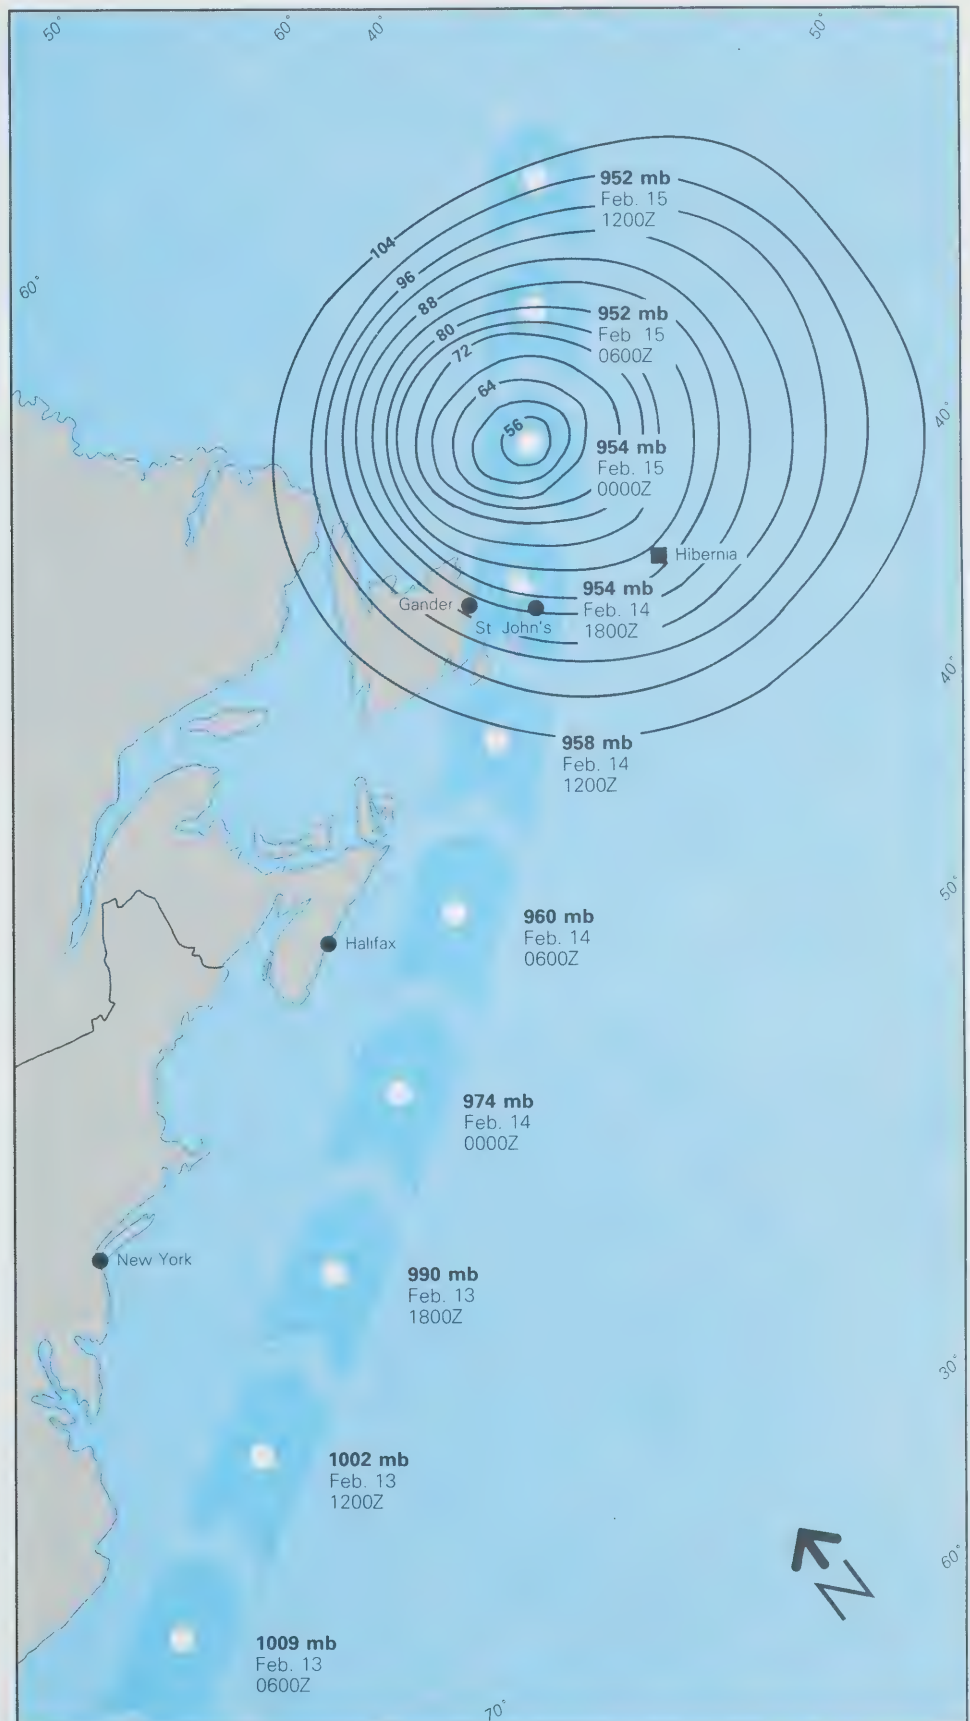 50°
60°
40°
50°
952 mb
Feb. 15
1200Z
104
96
60°
88
952 mb
Feb 15
0600Z
80
72
64
40°
56
954 mb
Feb. 15
0000Z
Hibernia
954 mb
Feb. 14
1800Z
Gander
St John's
40°
958 mb
Feb. 14
1200Z
50°
960 mb
Feb. 14
0600Z
Halifax
974 mb
Feb. 14
0000Z
New York
990 mb
Feb. 13
1800Z
30°
1002 mb
Feb. 13
1200Z
60°
N
1009 mb
Feb. 13
0600Z
70°